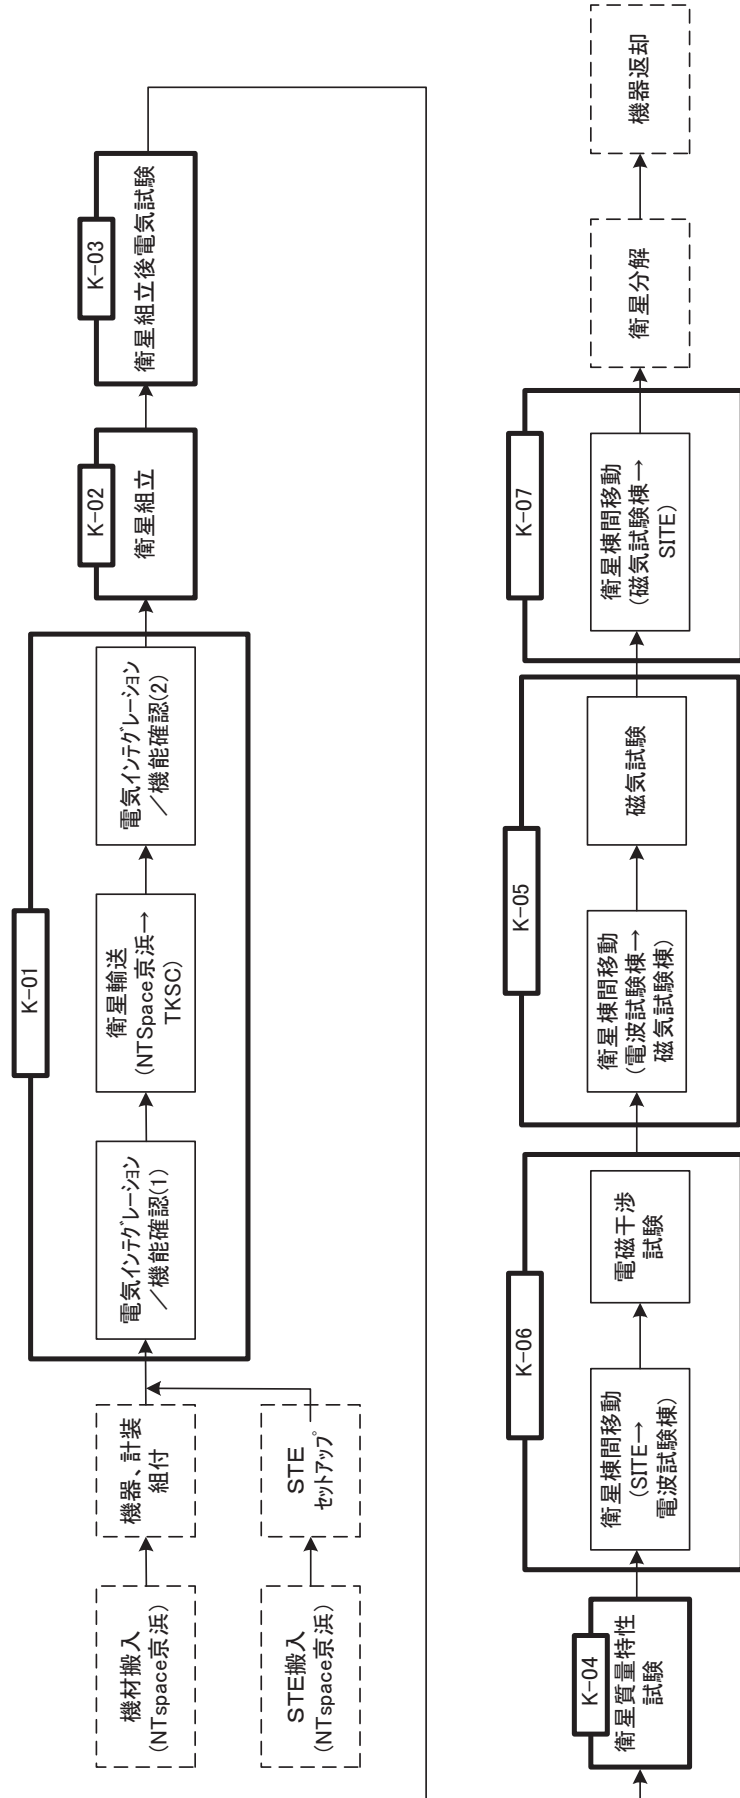 機材搬入
(NTspace京浜)
機器、計装
組付
STE搬入
(NTspace京浜)
STE
セットアップ
K-01
電気インテグレーション
／機能確認(1)
衛星輸送
(NTSpace京浜→
TKSC)
電気インテグレーション
／機能確認(2)
K-02
衛星組立
K-03
衛星組立後電気試験
K-04
衛星質量特性
試験
K-06
衛星棟間移動
(SITE→
電波試験棟)
電磁干渉
試験
K-05
衛星棟間移動
(電波試験棟→
磁気試験棟)
磁気試験
K-07
衛星棟間移動
(磁気試験棟→
SITE)
衛星分解
機器返却